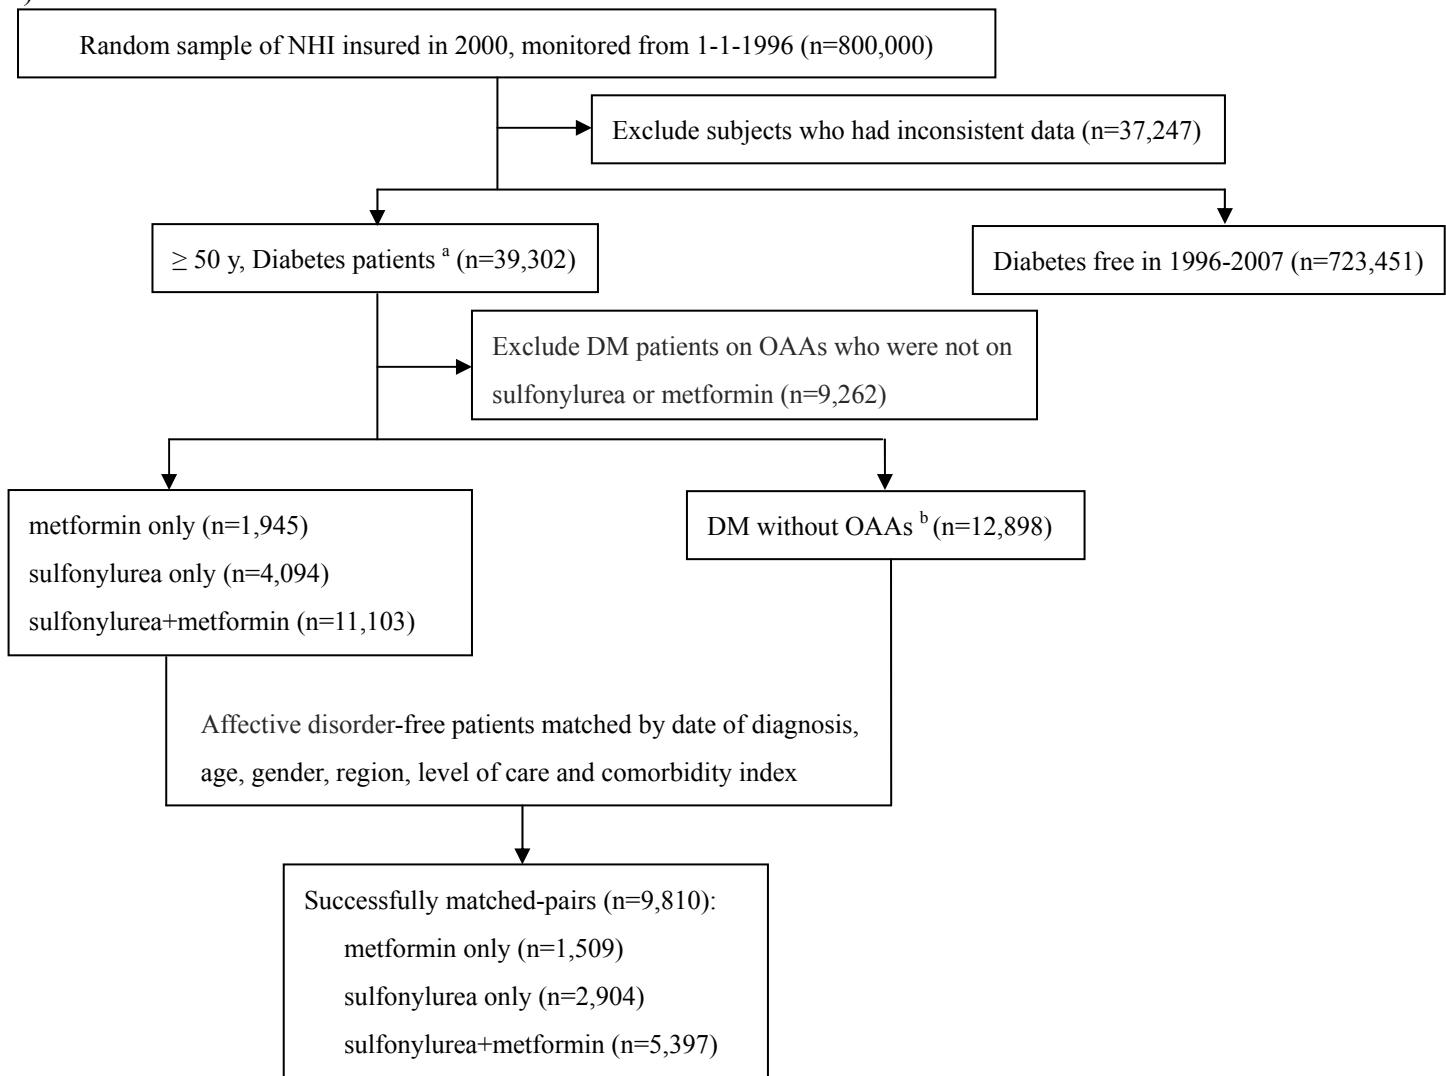 )
Random sample of NHI insured in 2000, monitored from 1-1-1996 (n=800,000)
Exclude subjects who had inconsistent data (n=37,247)
≥ 50 y, Diabetes patients ᵃ (n=39,302)
Diabetes free in 1996-2007 (n=723,451)
Exclude DM patients on OAAs who were not on
sulfonylurea or metformin (n=9,262)
metformin only (n=1,945)
sulfonylurea only (n=4,094)
sulfonylurea+metformin (n=11,103)
DM without OAAs ᵇ (n=12,898)
Affective disorder-free patients matched by date of diagnosis,
age, gender, region, level of care and comorbidity index
Successfully matched-pairs (n=9,810):
metformin only (n=1,509)
sulfonylurea only (n=2,904)
sulfonylurea+metformin (n=5,397)